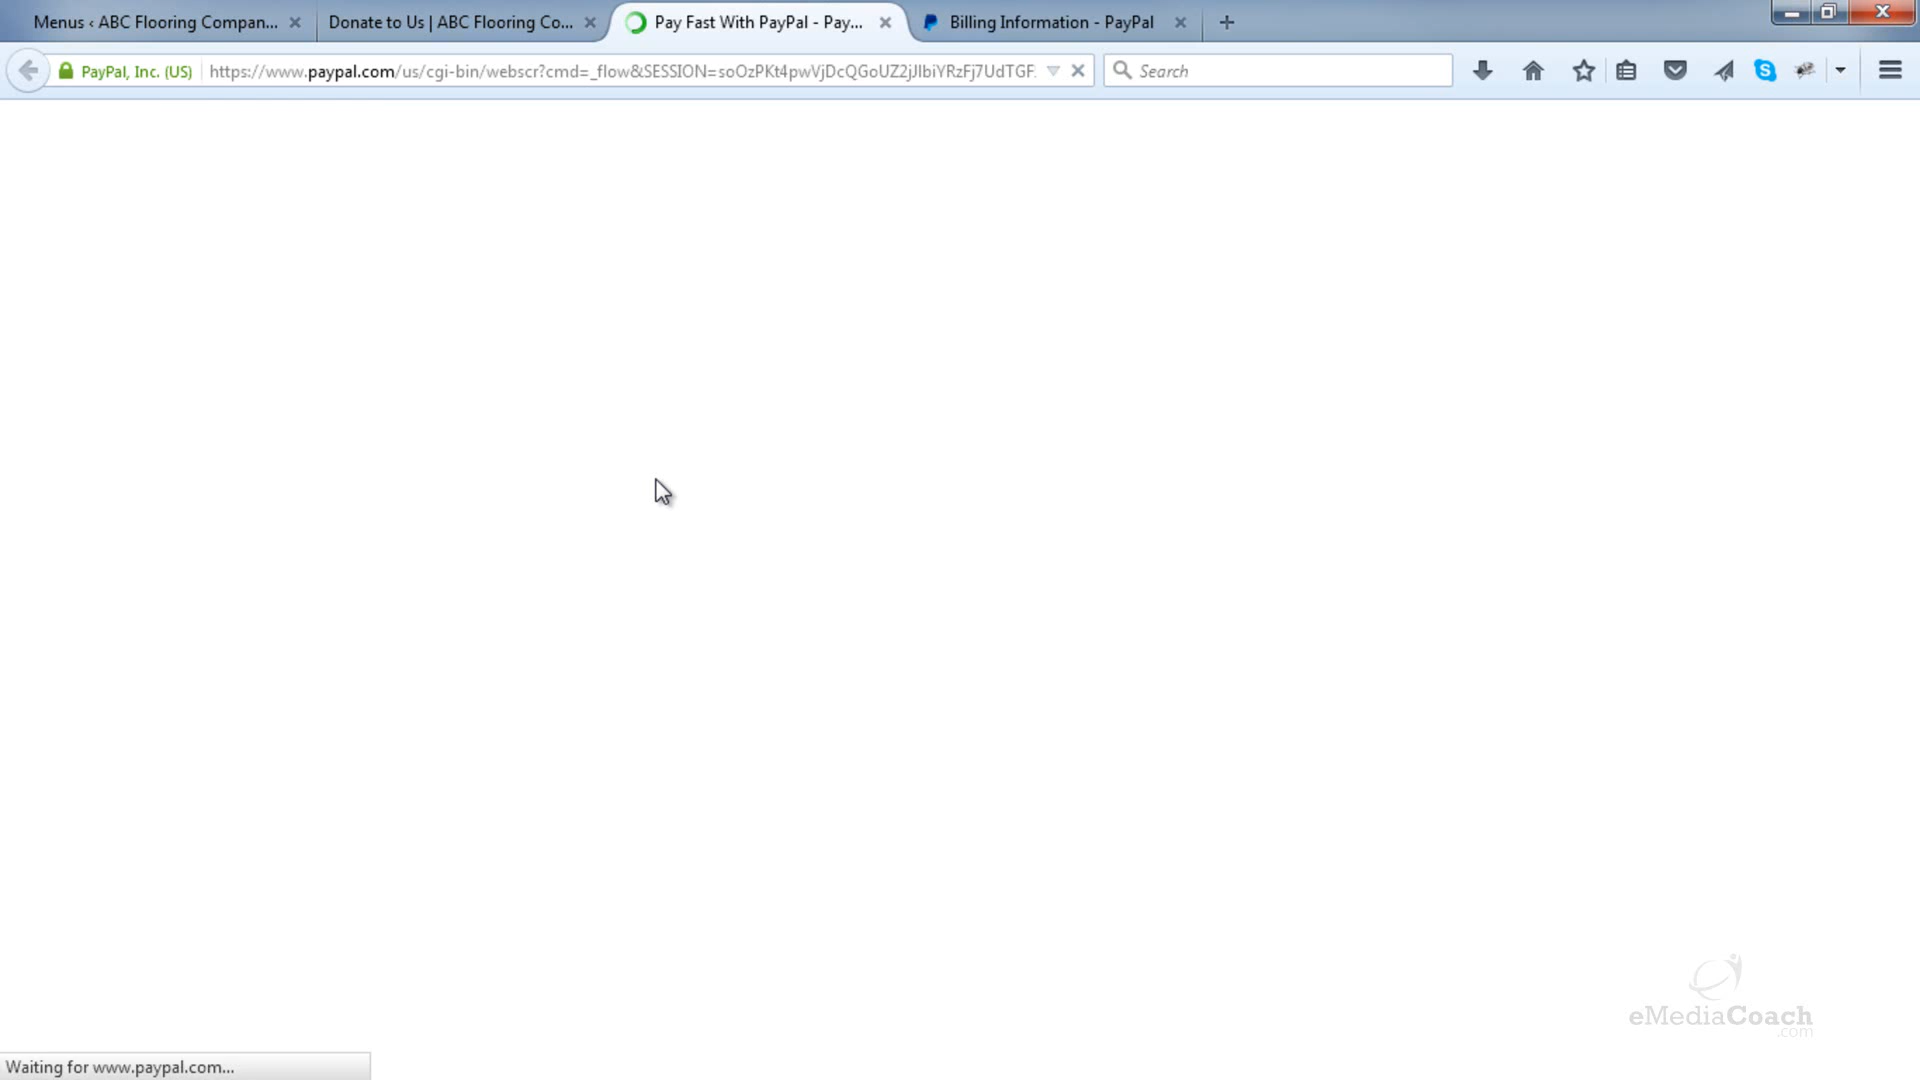 Menus ‹ ABC Flooring Compan...
Donate to Us | ABC Flooring Co...
Pay Fast With PayPal - Pay...
Billing Information - PayPal
PayPal, Inc. (US)
https://www.paypal.com/us/cgi-bin/webscr?cmd=_flow&SESSION=soOzPKt4pwVjDcQGoUZ2jJIbiYRzFj7UdTGF
Search
eMediaCoach
.com
Waiting for www.paypal.com...